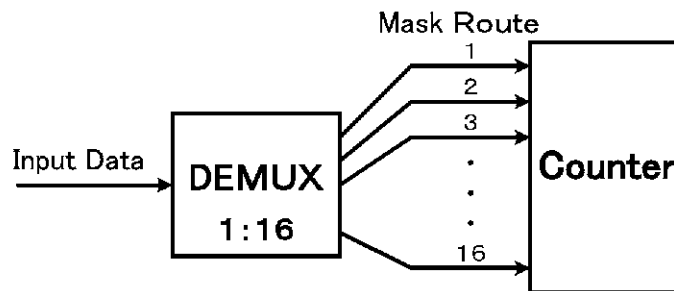 Mask Route
1
2
3
Input Data
DEMUX
1:16
Counter
16